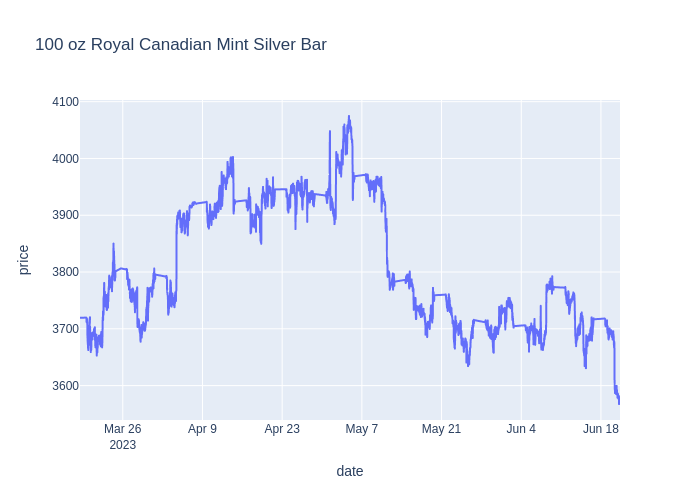 100 oz Royal Canadian Mint Silver Bar
4100
4000
3900
3800
3700
3600
price
Mar 26
2023
Apr 9
Apr 23
May 7
May 21
Jun 4
Jun 18
date